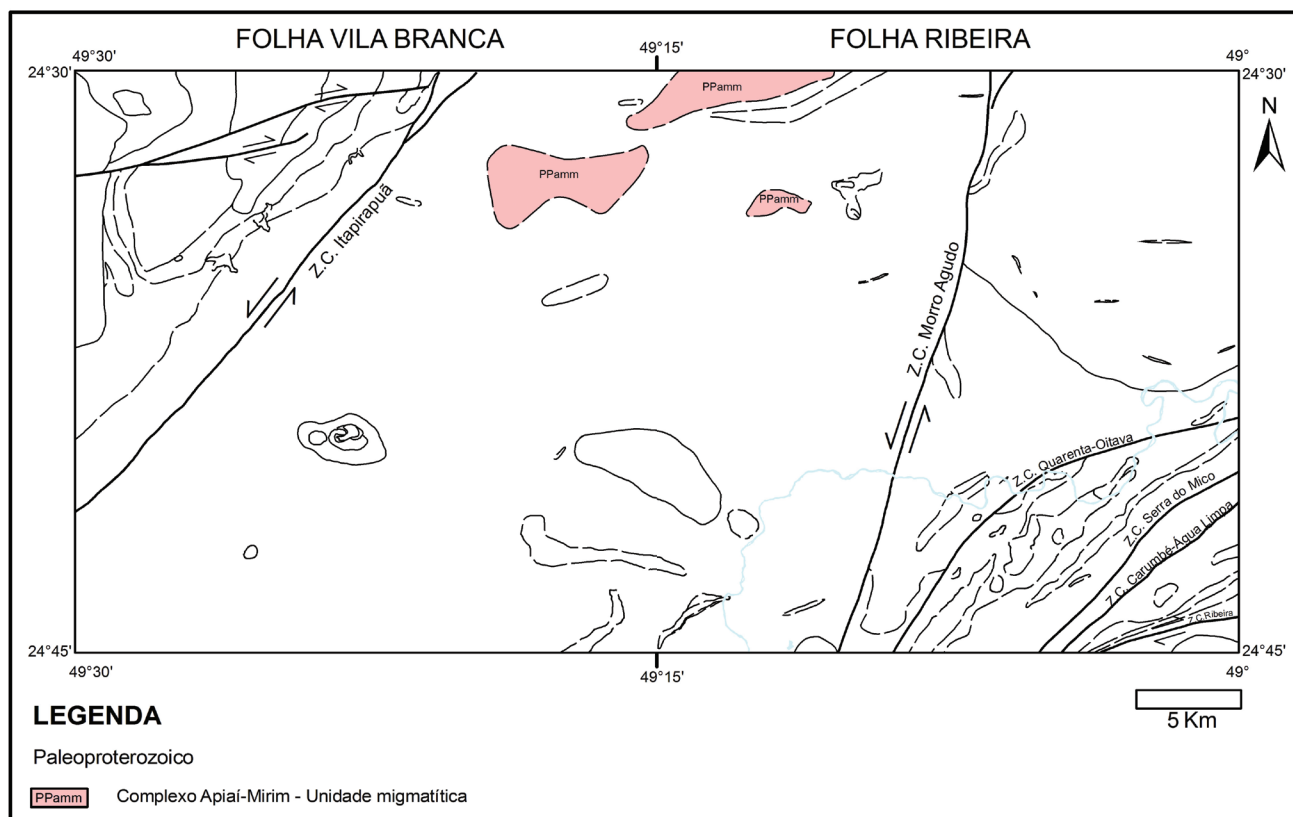 FOLHA VILA BRANCA
FOLHA RIBEIRA
49°30'
49°15'
49°
24°30'
24°30'
PPamm
N
PPamm
PPamm
Z.C. Itapirapuã
Z.C. Morro Agudo
Z.C. Quarenta-Oitava
Z.C. Serra do Mico
Z.C. Carumbé-Água Limpa
Z.C.Ribeira
24°45'
24°45'
49°30'
49°15'
49°
5 Km
LEGENDA
Paleoproterozoico
PPamm Complexo Apiaí-Mirim - Unidade migmatítica